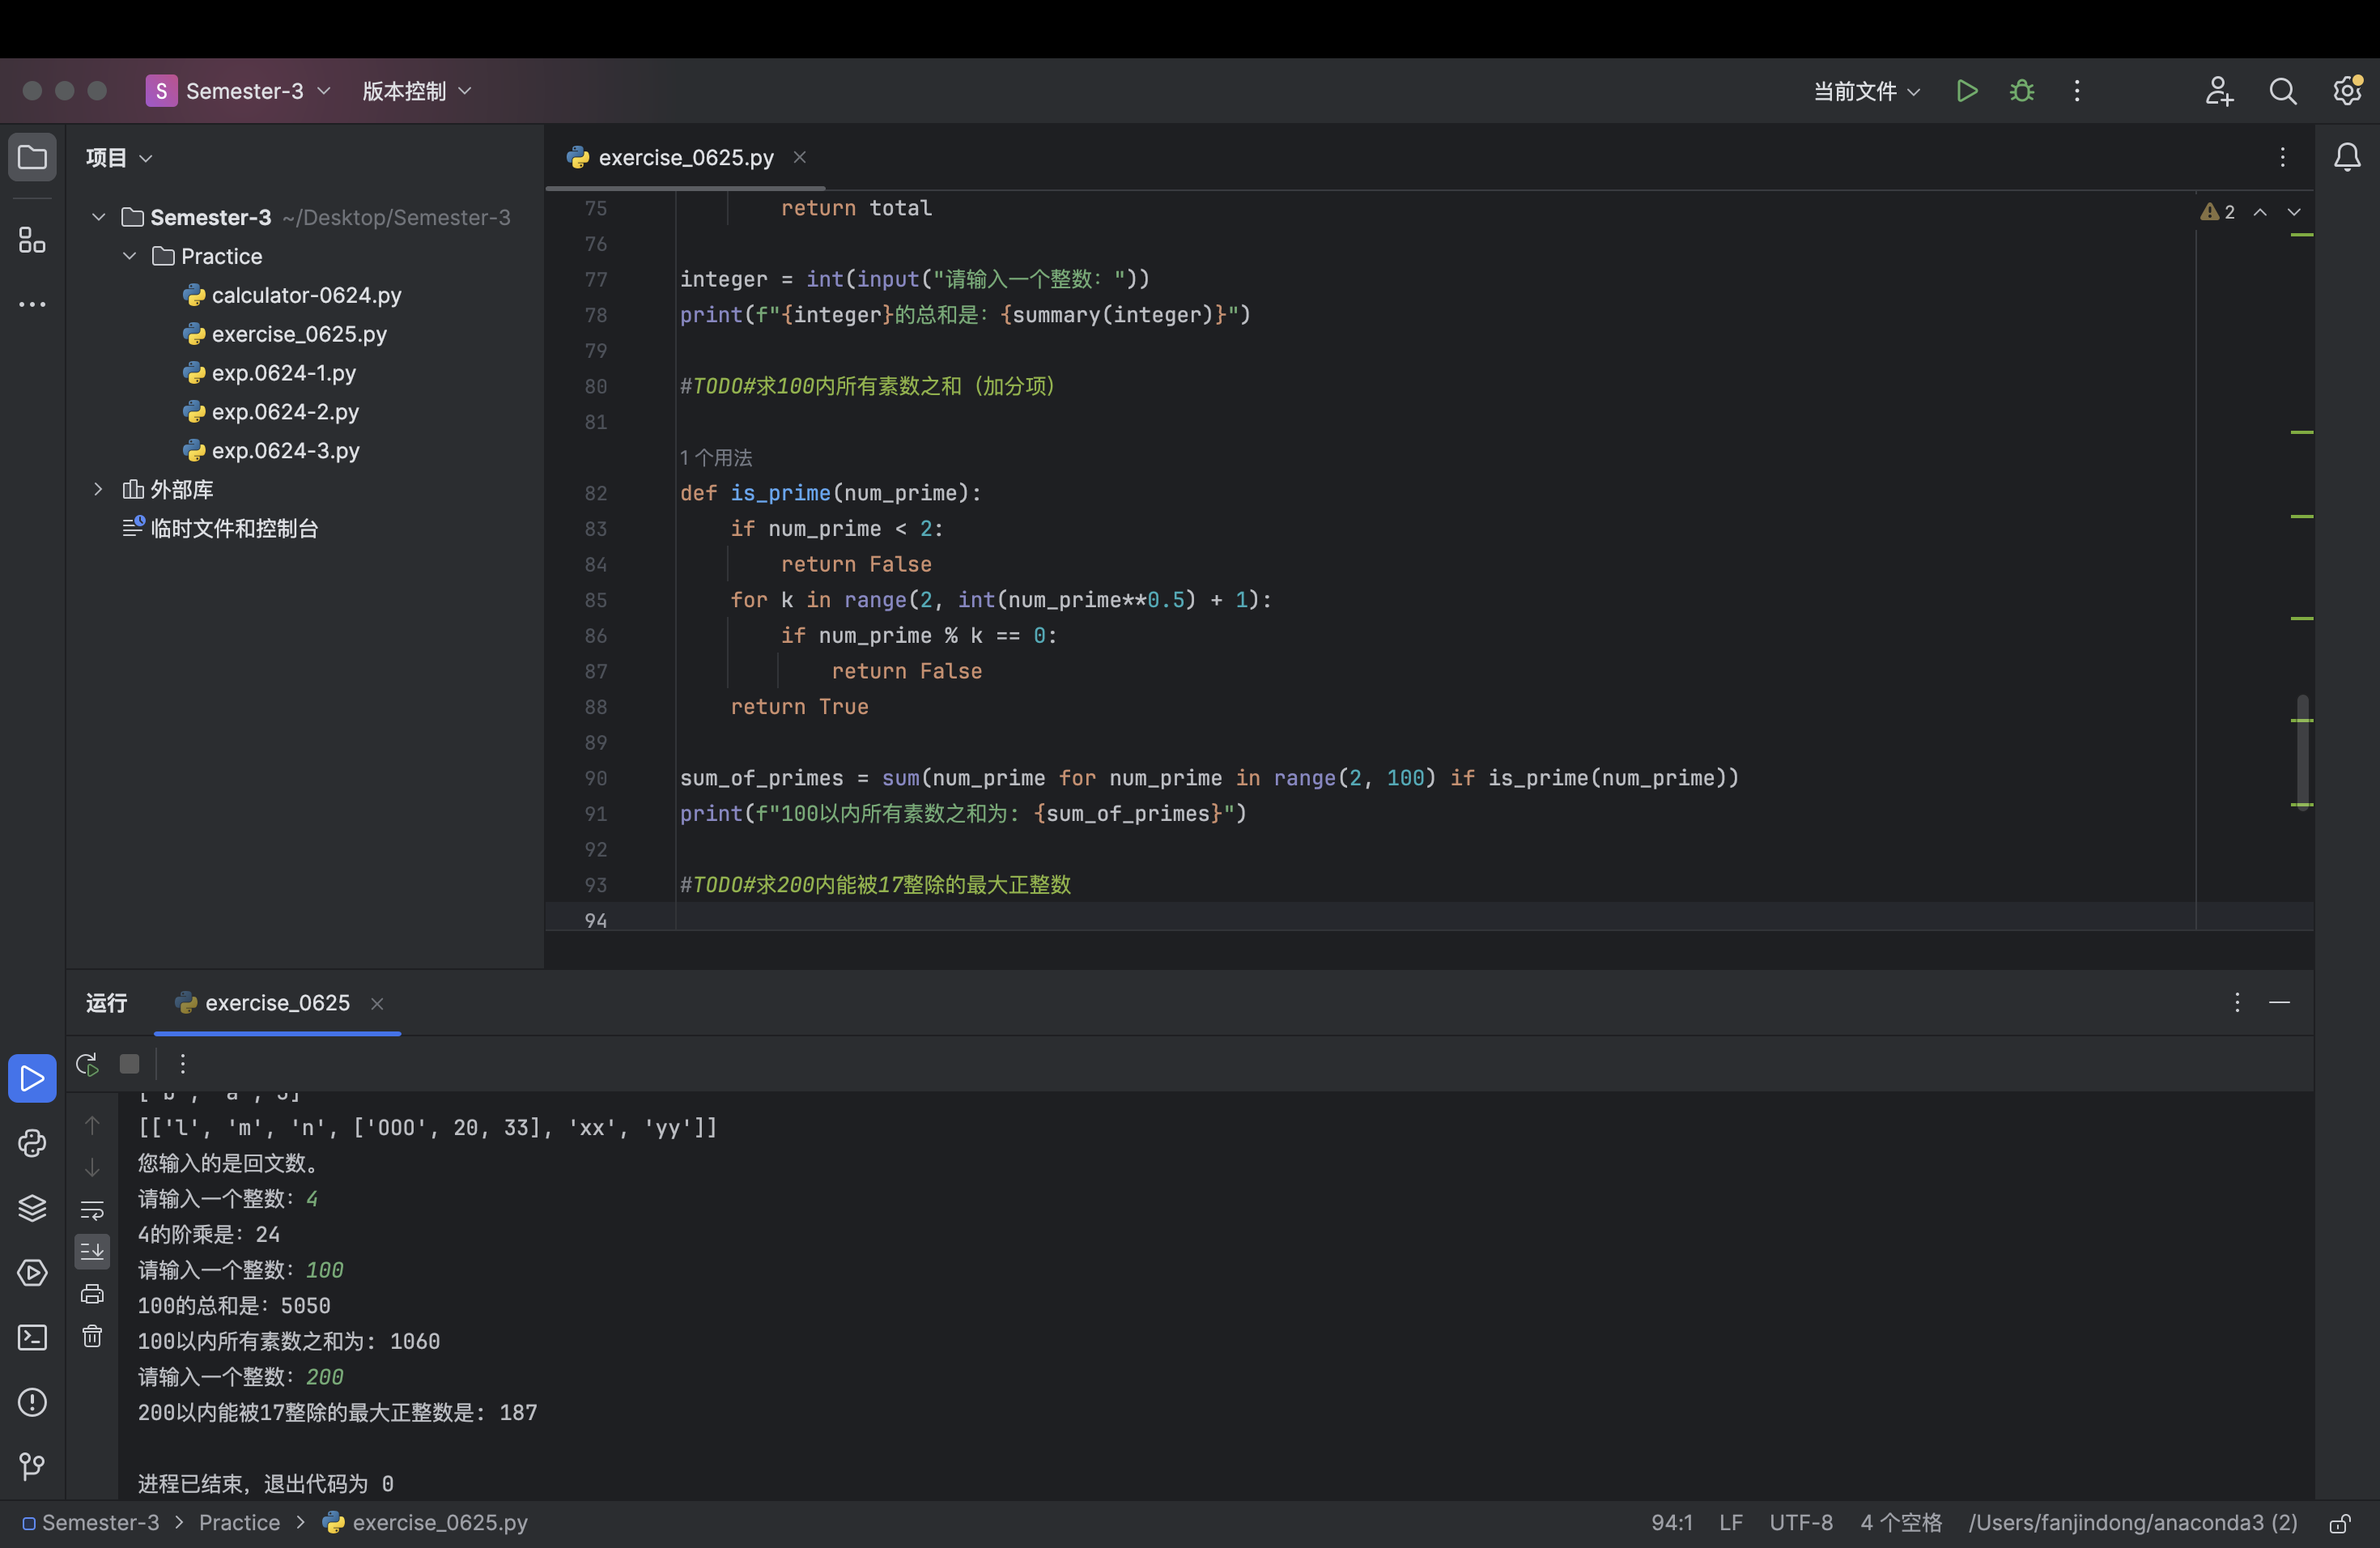 S Semester-3 版本控制 当前文件
项目
exercise_0625.py
Semester-3 ~/Desktop/Semester-3
Practice
calculator-0624.py
exercise_0625.py
exp.0624-1.py
exp.0624-2.py
exp.0624-3.py
外部库
临时文件和控制台
2
75 return total
76
77 integer = int(input("请输入一个整数："))
78 print(f"{integer}的总和是：{summary(integer)}")
79
80 #TODO#求100内所有素数之和（加分项）
81
1 个用法
82 def is_prime(num_prime):
83 if num_prime < 2:
84 return False
85 for k in range(2, int(num_prime**0.5) + 1):
86 if num_prime % k == 0:
87 return False
88 return True
89
90 sum_of_primes = sum(num_prime for num_prime in range(2, 100) if is_prime(num_prime))
91 print(f"100以内所有素数之和为: {sum_of_primes}")
92
93 #TODO#求200内能被17整除的最大正整数
94
运行 exercise_0625
['b', 'a', 3]
[['l', 'm', 'n', ['OOO', 20, 33], 'xx', 'yy']]
您输入的是回文数。
请输入一个整数：4
4的阶乘是：24
请输入一个整数：100
100的总和是：5050
100以内所有素数之和为: 1060
请输入一个整数：200
200以内能被17整除的最大正整数是: 187
进程已结束，退出代码为 0
Semester-3 > Practice > exercise_0625.py 94:1 LF UTF-8 4 个空格 /Users/fanjindong/anaconda3 (2)